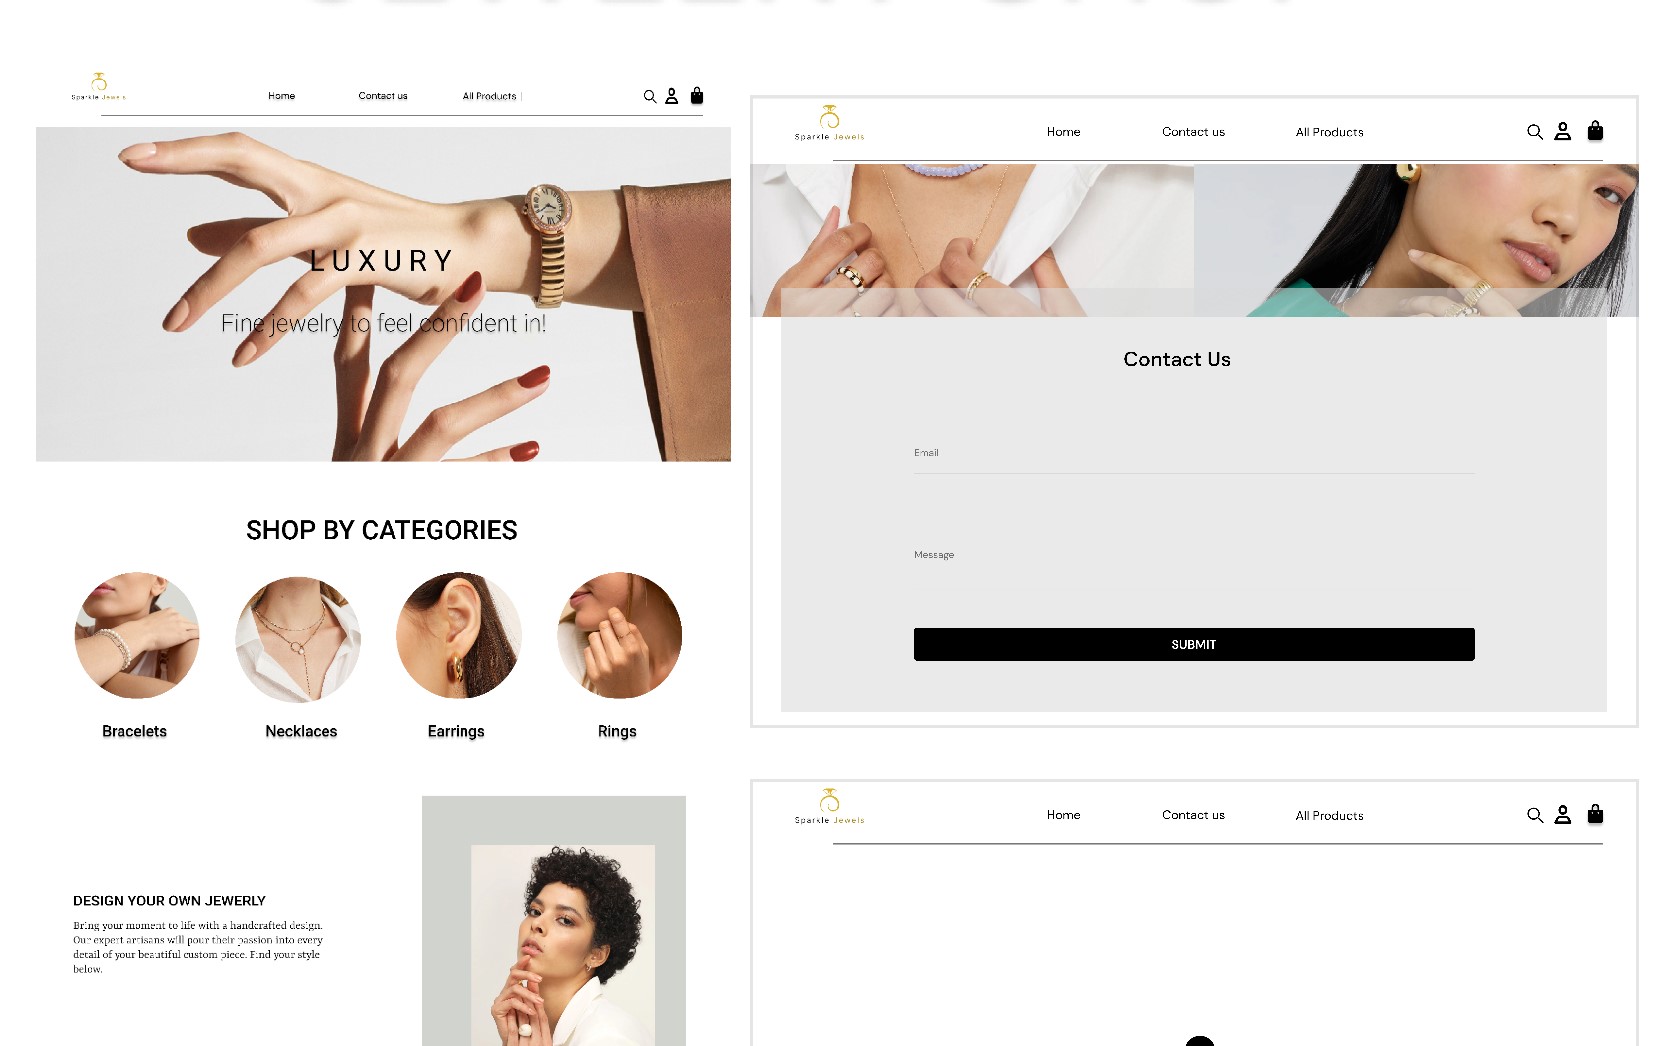 Sparkle Jewels
Home
Contact us
All Products
LUXURY
Fine jewelry to feel confident in!
SHOP BY CATEGORIES
Bracelets
Necklaces
Earrings
Rings
DESIGN YOUR OWN JEWERLY
Bring your moment to life with a handcrafted design.
Our expert artisans will pour their passion into every
detail of your beautiful custom piece. Find your style
below.
Sparkle Jewels
Home
Contact us
All Products
Contact Us
Email
Message
SUBMIT
Sparkle Jewels
Home
Contact us
All Products